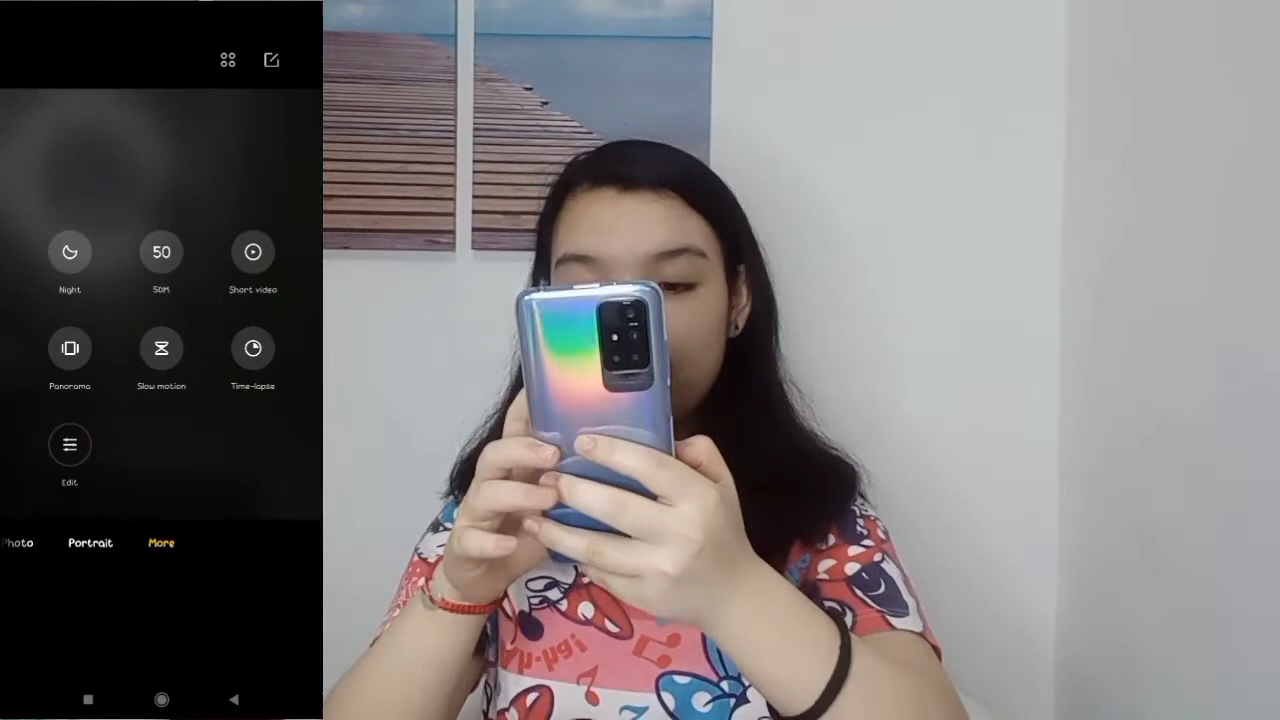 50
Night
50M
Short video
Panorama
Slow motion
Time-lapse
Edit
Photo
Portrait
More